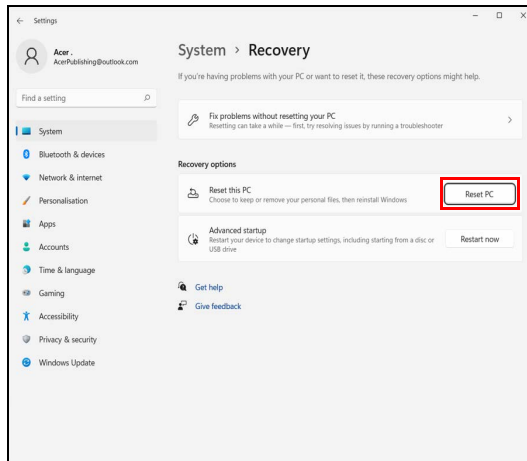 Settings
Acer .
AcerPublishing@outlook.com
Find a setting
System
Bluetooth & devices
Network & internet
Personalisation
Apps
Accounts
Time & language
Gaming
Accessibility
Privacy & security
Windows Update
System > Recovery
If you're having problems with your PC or want to reset it, these recovery options might help.
Fix problems without resetting your PC
Resetting can take a while — first, try resolving issues by running a troubleshooter
Recovery options
Reset this PC
Choose to keep or remove your personal files, then reinstall Windows
Reset PC
Advanced startup
Restart your device to change startup settings, including starting from a disc or
USB drive
Restart now
Get help
Give feedback